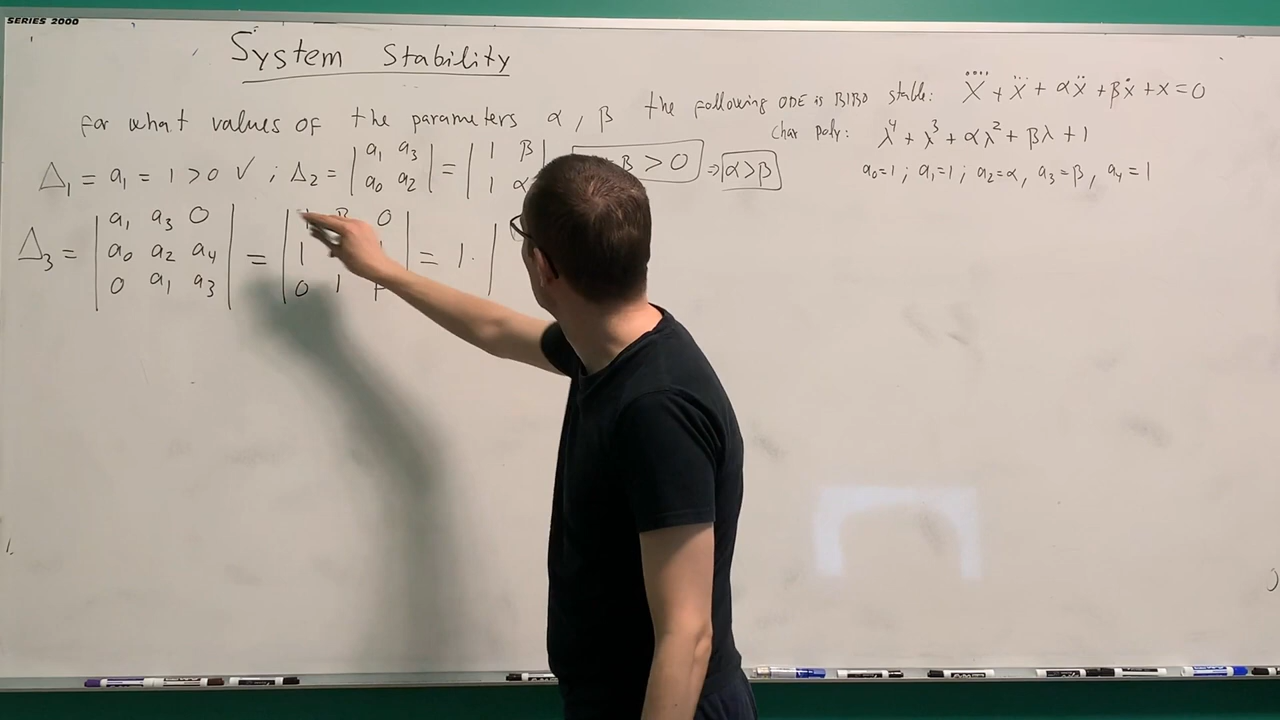 SERIES 2000
System Stability
for what values of the parameters α, β the following ODE is BIBO stable: ẍ̈ + x⃛ + αẍ + βẋ + x = 0
char poly: λ⁴ + λ³ + αλ² + βλ + 1
a₀=1 ; a₁=1 ; a₂=α, a₃=β, a₄=1
Δ₁ = a₁ = 1 > 0 ✓ ; Δ₂ = | a₁ a₃ | = | 1 β | β > 0 ⇒ α>β
| a₀ a₂ | | 1 α
Δ₃ = | a₁ a₃ 0 | = | β 0 | = 1 · |
| a₀ a₂ a₄ | | 1
| 0 a₁ a₃ | | 0 1